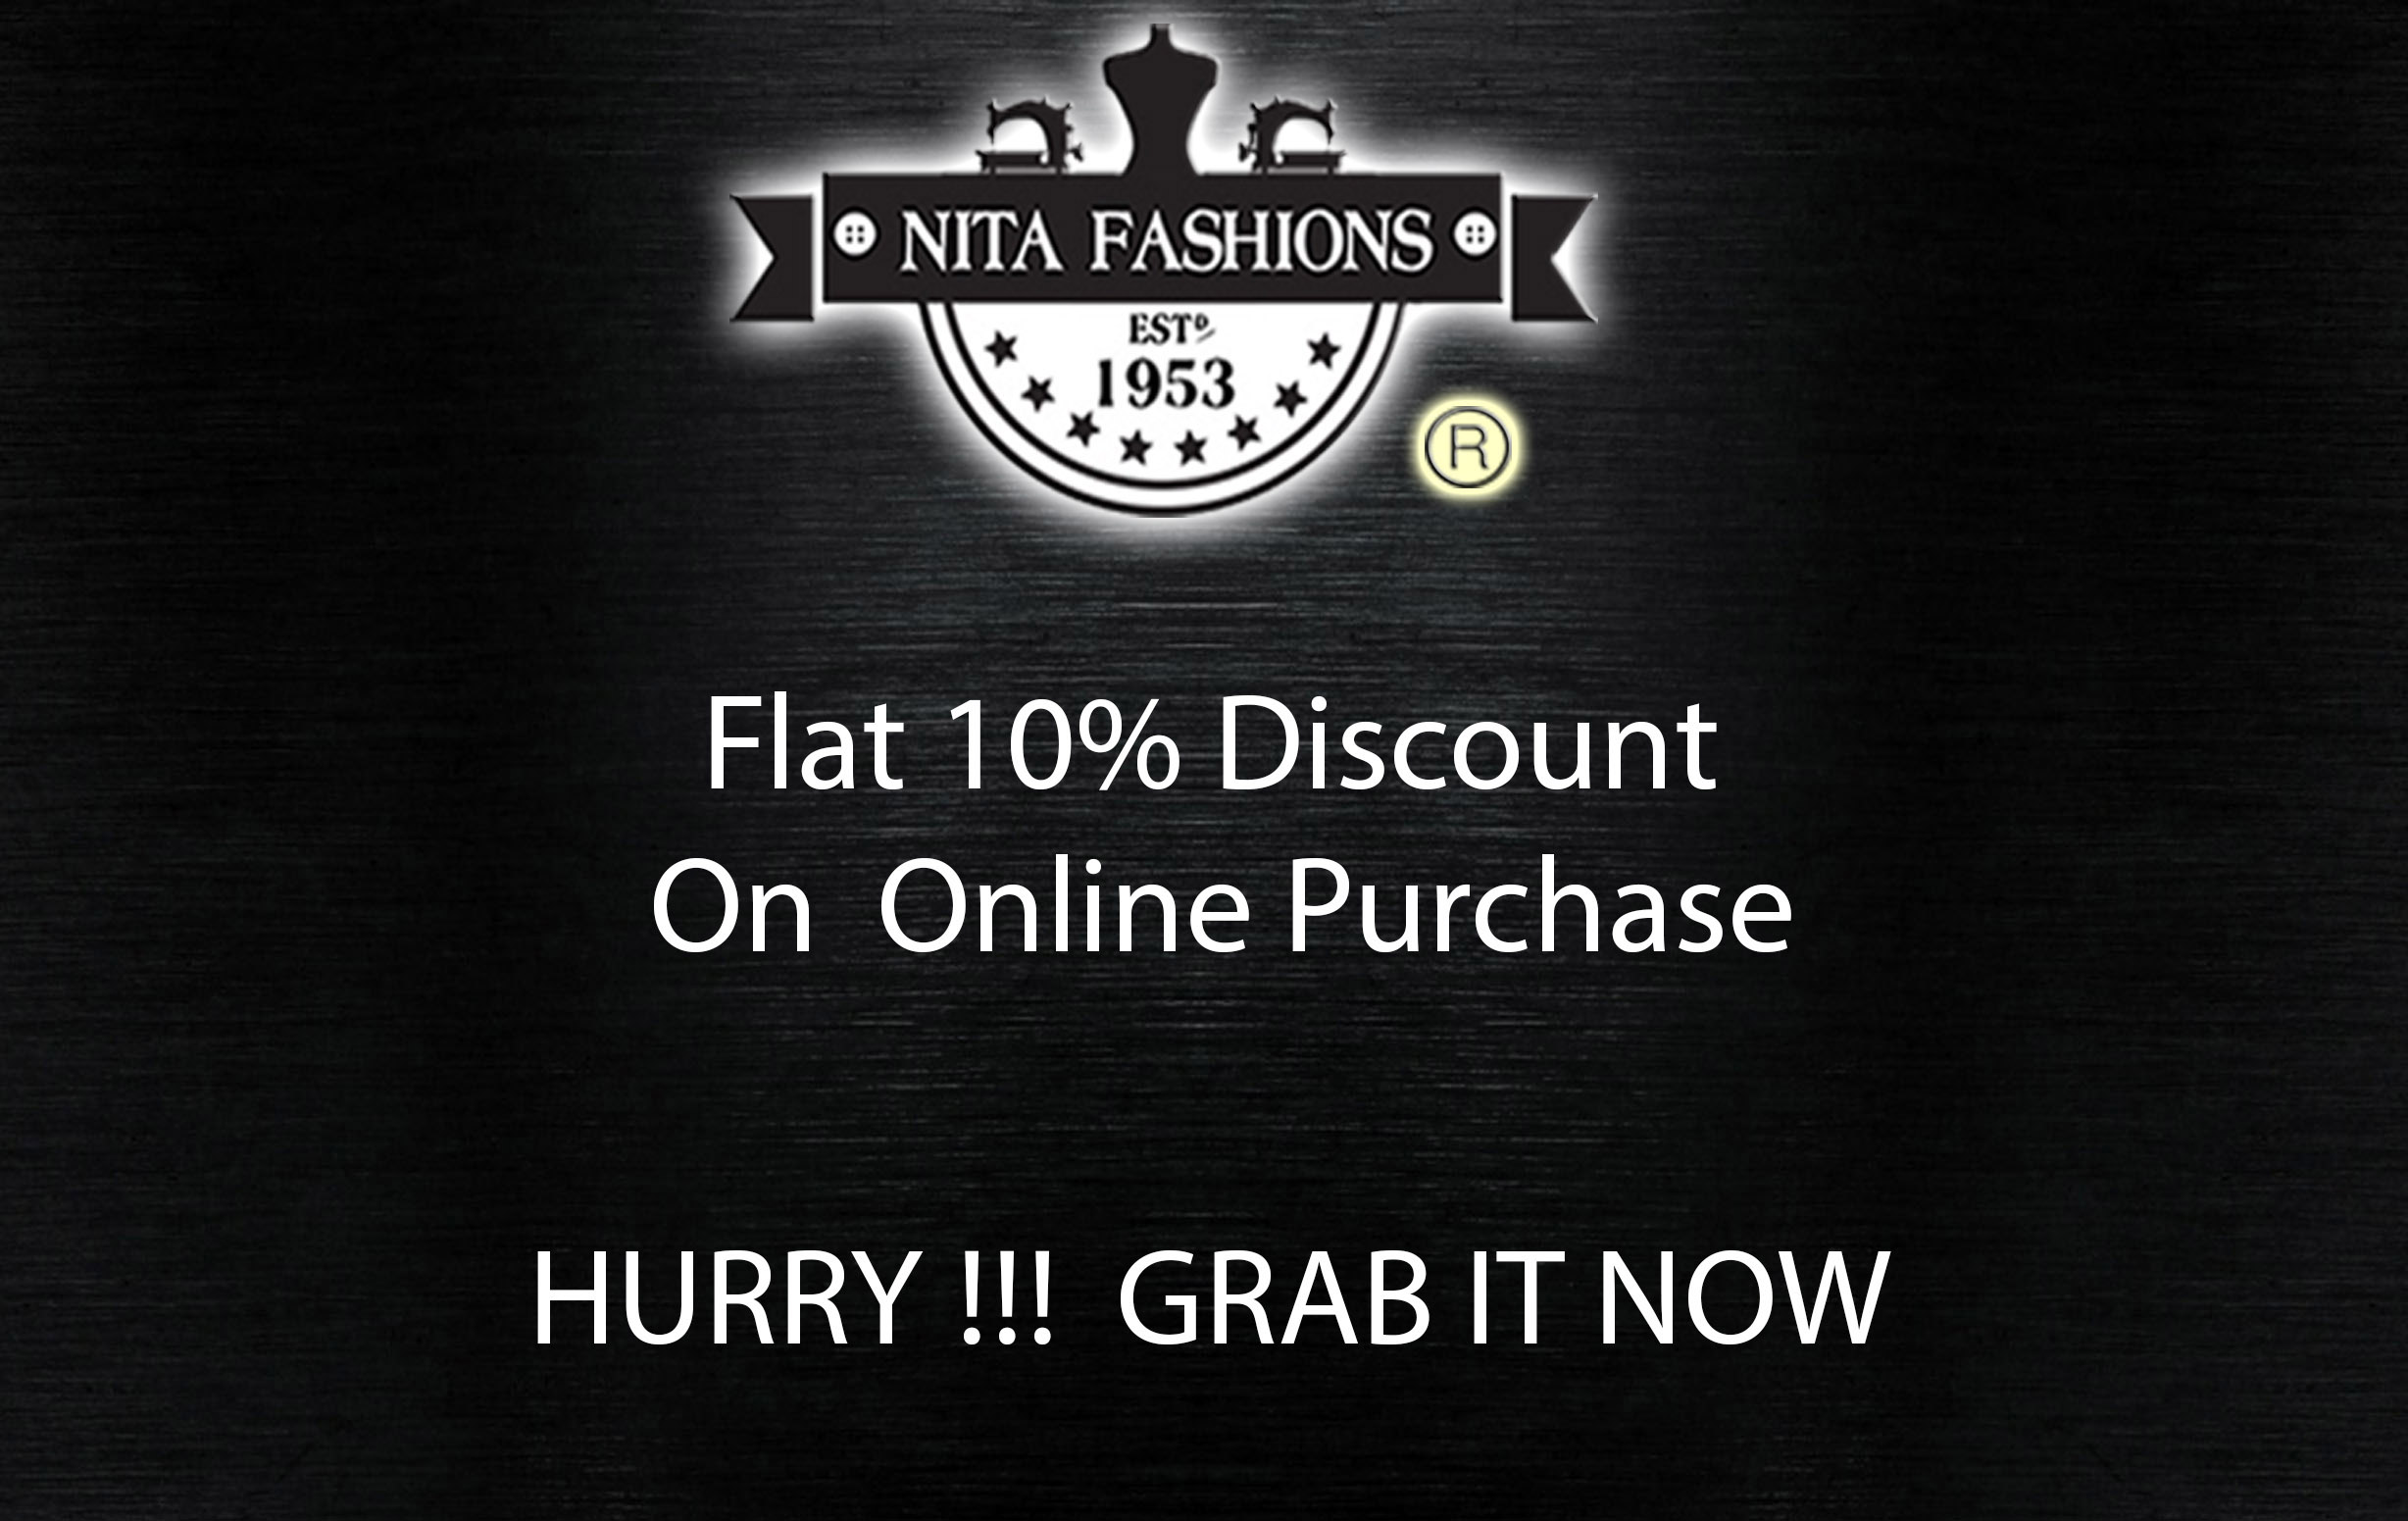 NITA FASHIONS
ESTD
1953
®
Flat 10% Discount
On Online Purchase
HURRY !!! GRAB IT NOW